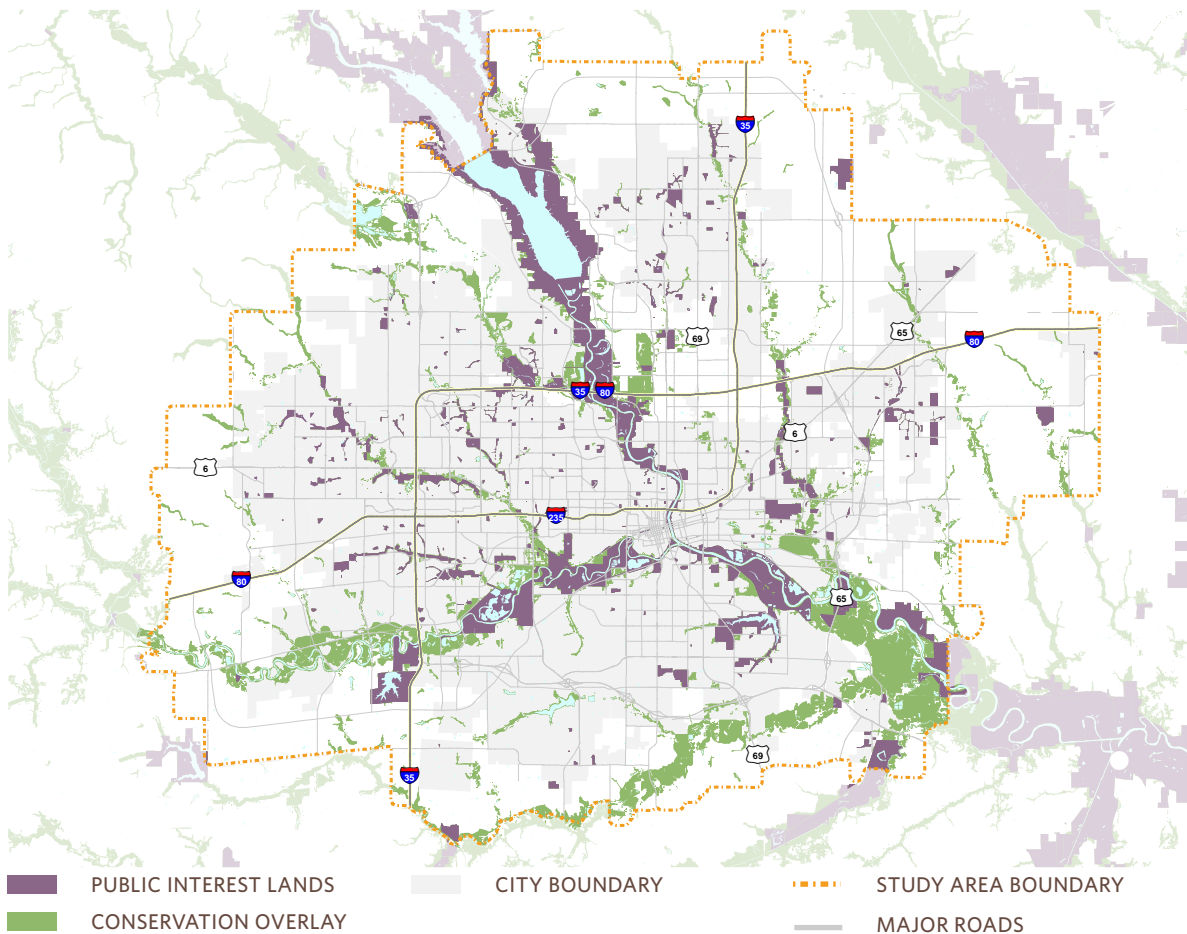 35
69
65
80
35
80
6
6
235
80
65
69
35
PUBLIC INTEREST LANDS
CITY BOUNDARY
STUDY AREA BOUNDARY
CONSERVATION OVERLAY
MAJOR ROADS